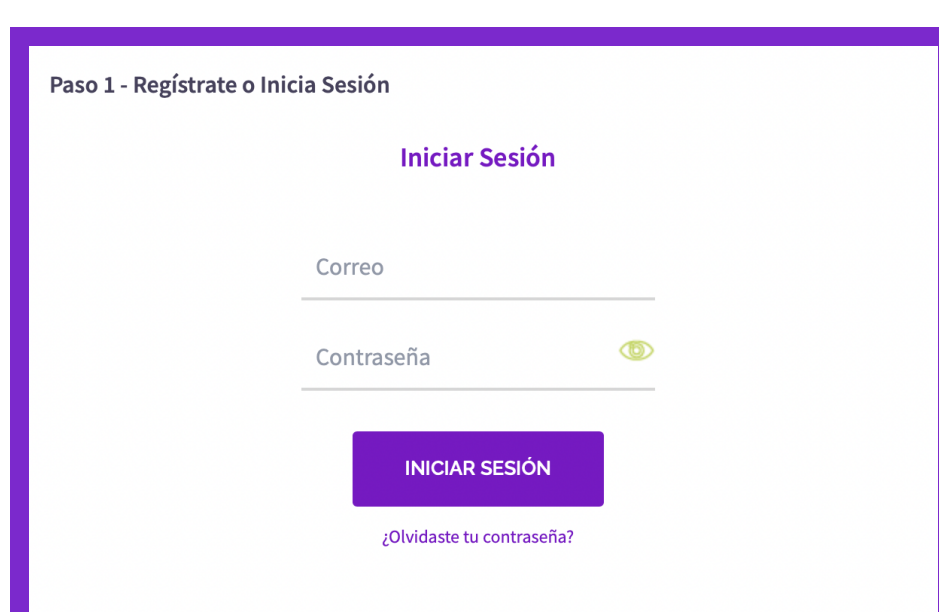 Paso 1 - Regístrate o Inicia Sesión
Iniciar Sesión
Correo
Contraseña
INICIAR SESIÓN
¿Olvidaste tu contraseña?